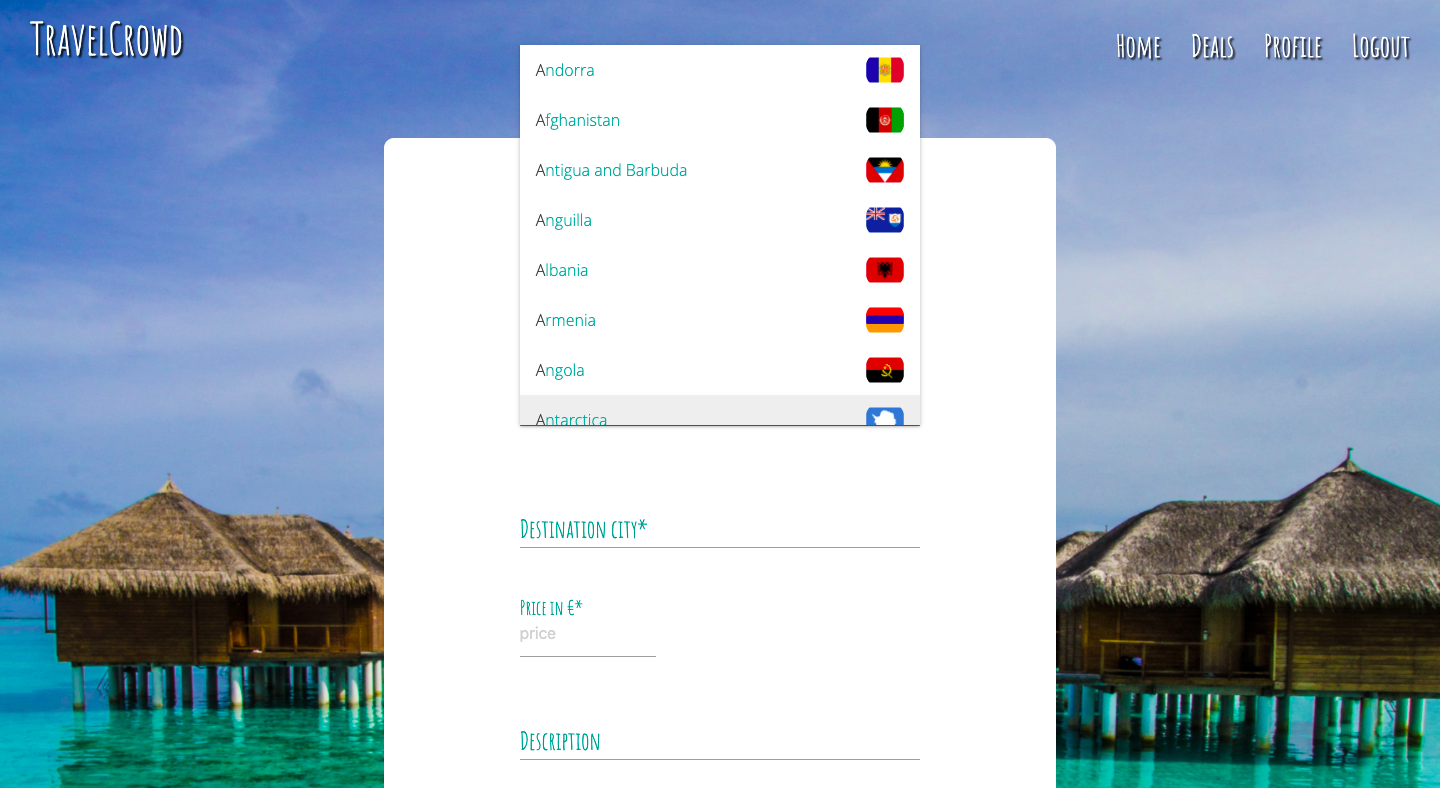 TravelCrowd
Home Deals Profile Logout
Andorra
Afghanistan
Antigua and Barbuda
Anguilla
Albania
Armenia
Angola
Antarctica
Destination city*
Price in €*
price
Description